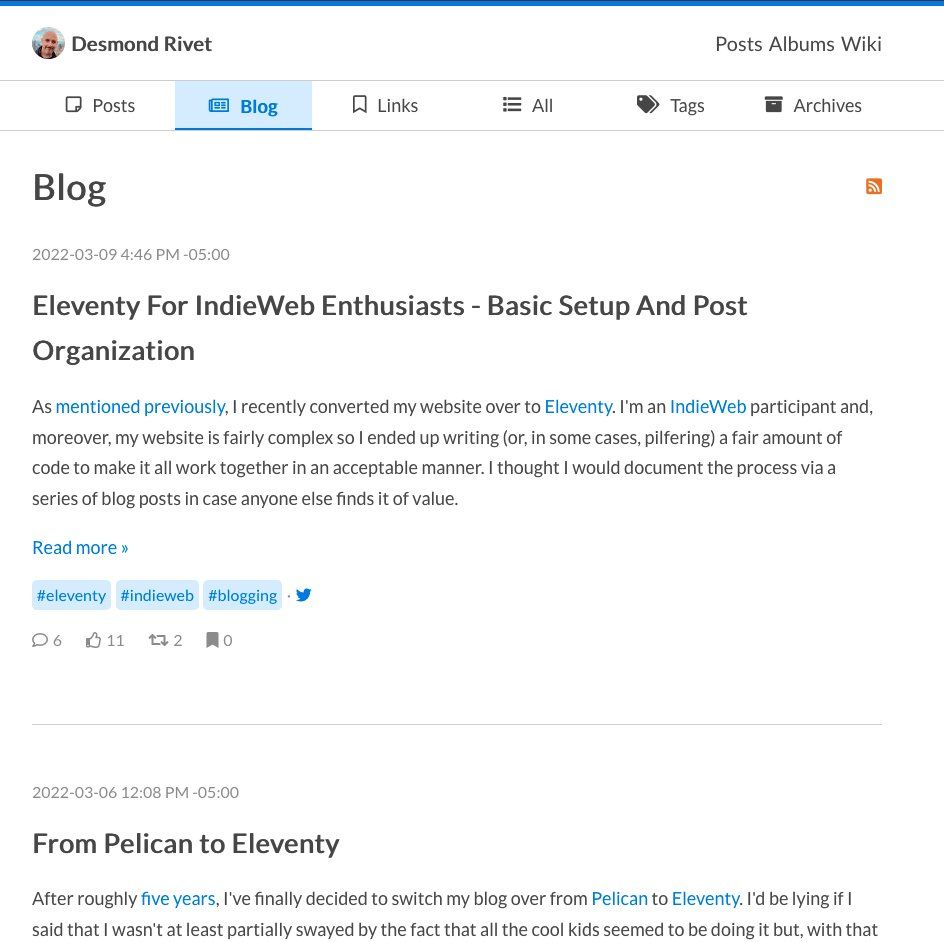 Desmond Rivet
Posts Albums Wiki
Posts Blog Links All Tags Archives
Blog
2022-03-09 4:46 PM -05:00
Eleventy For IndieWeb Enthusiasts - Basic Setup And Post
Organization
As mentioned previously, I recently converted my website over to Eleventy. I'm an IndieWeb participant and,
moreover, my website is fairly complex so I ended up writing (or, in some cases, pilfering) a fair amount of
code to make it all work together in an acceptable manner. I thought I would document the process via a
series of blog posts in case anyone else finds it of value.
Read more »
#eleventy #indieweb #blogging ·
6 11 2 0
2022-03-06 12:08 PM -05:00
From Pelican to Eleventy
After roughly five years, I've finally decided to switch my blog over from Pelican to Eleventy. I'd be lying if I
said that I wasn't at least partially swayed by the fact that all the cool kids seemed to be doing it but, with that